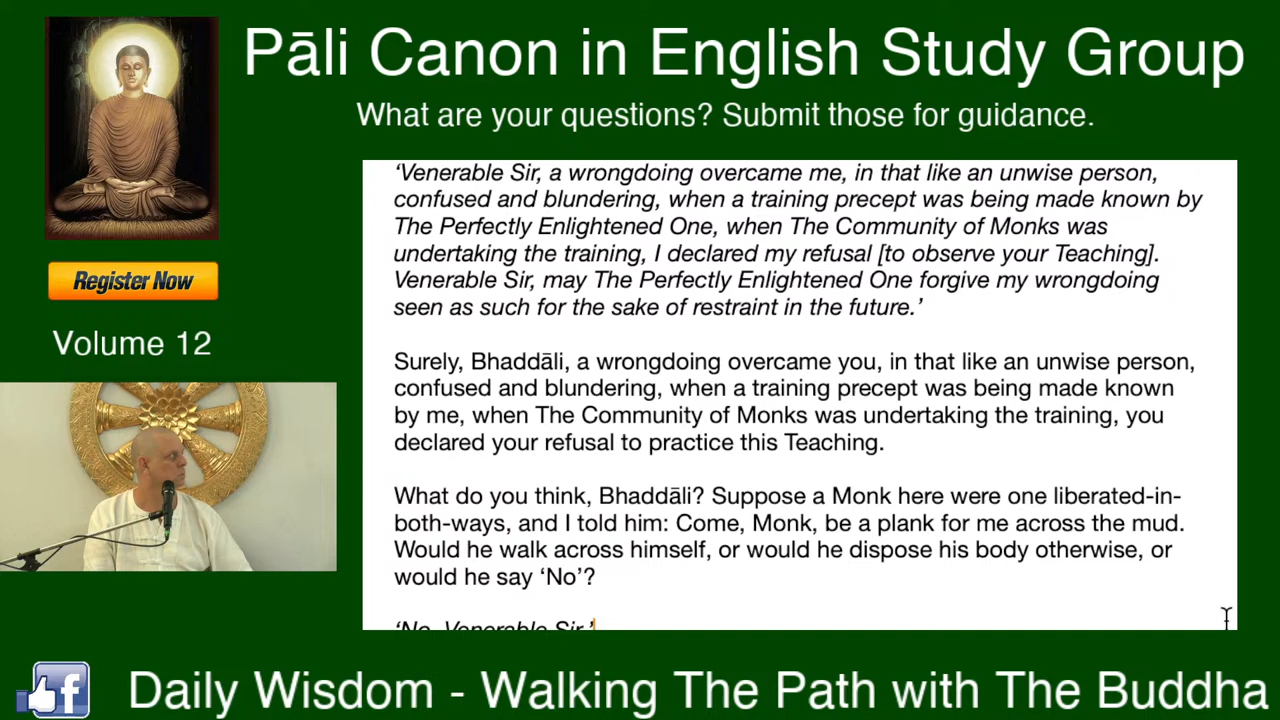 Pāli Canon in English Study Group
What are your questions? Submit those for guidance.
Register Now
Volume 12
‘Venerable Sir, a wrongdoing overcame me, in that like an unwise person,
confused and blundering, when a training precept was being made known by
The Perfectly Enlightened One, when The Community of Monks was
undertaking the training, I declared my refusal [to observe your Teaching].
Venerable Sir, may The Perfectly Enlightened One forgive my wrongdoing
seen as such for the sake of restraint in the future.’
Surely, Bhaddāli, a wrongdoing overcame you, in that like an unwise person,
confused and blundering, when a training precept was being made known
by me, when The Community of Monks was undertaking the training, you
declared your refusal to practice this Teaching.
What do you think, Bhaddāli? Suppose a Monk here were one liberated-in-
both-ways, and I told him: Come, Monk, be a plank for me across the mud.
Would he walk across himself, or would he dispose his body otherwise, or
would he say ‘No’?
‘No, Venerable Sir.’
f
Daily Wisdom - Walking The Path with The Buddha